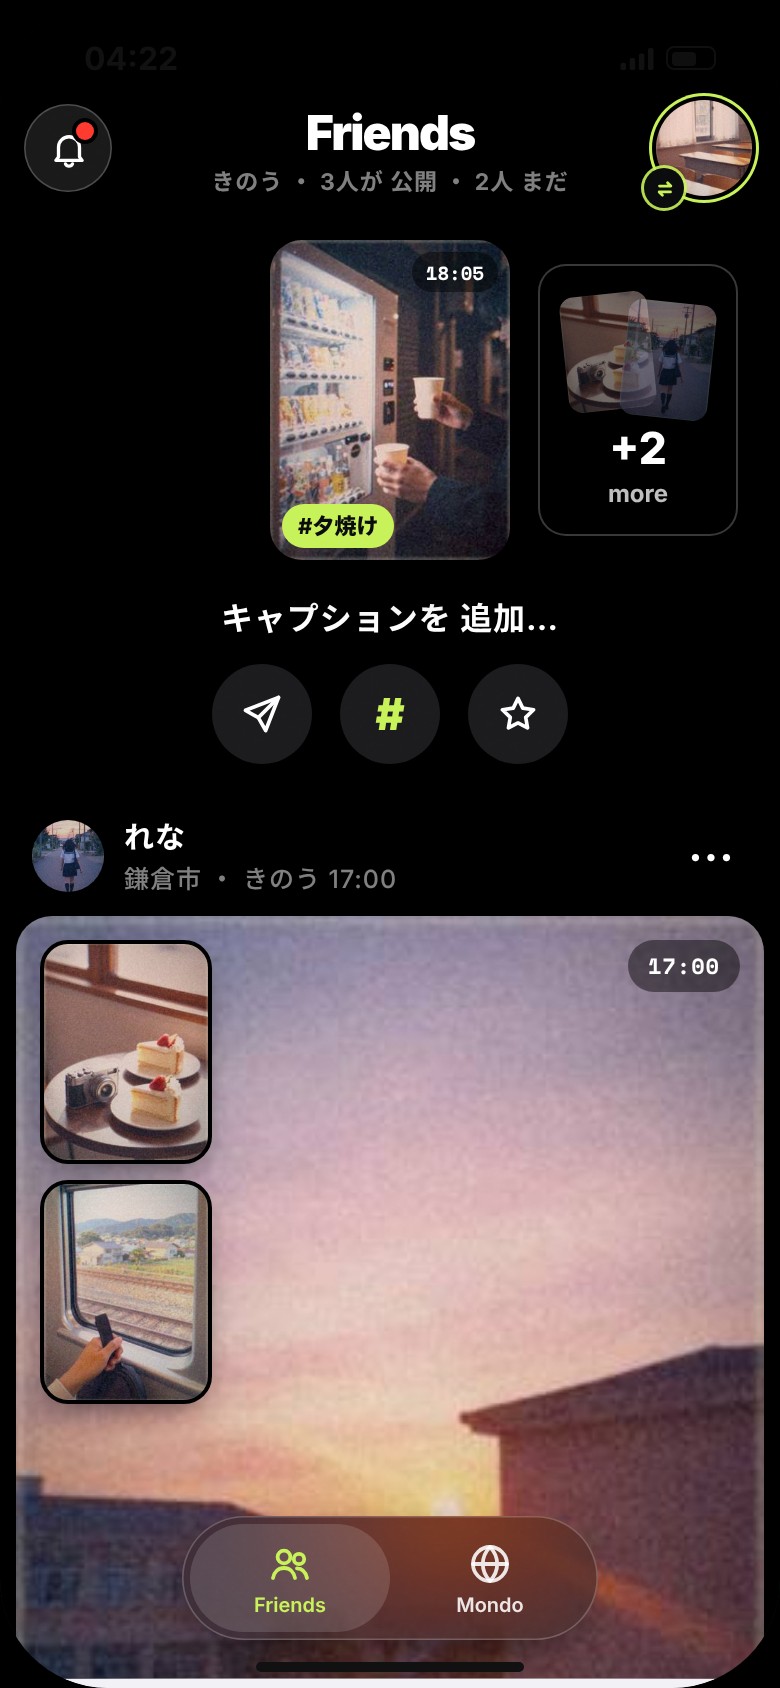 04:22
Friends
きのう ・ 3人が 公開 ・ 2人 まだ
18:05
#夕焼け
+2
more
キャプションを 追加...
#
れな
鎌倉市 ・ きのう 17:00
17:00
Friends
Mondo